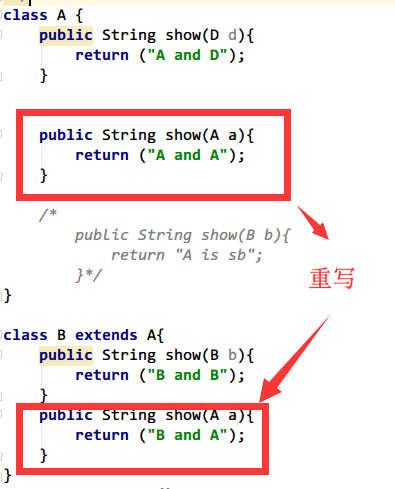 class A {
    public String show(D d){
        return ("A and D");
    }
    public String show(A a){
        return ("A and A");
    }
    /*
        public String show(B b){
            return "A is sb";
        }*/
}
重写
class B extends A{
    public String show(B b){
        return ("B and B");
    }
    public String show(A a){
        return ("B and A");
    }
}